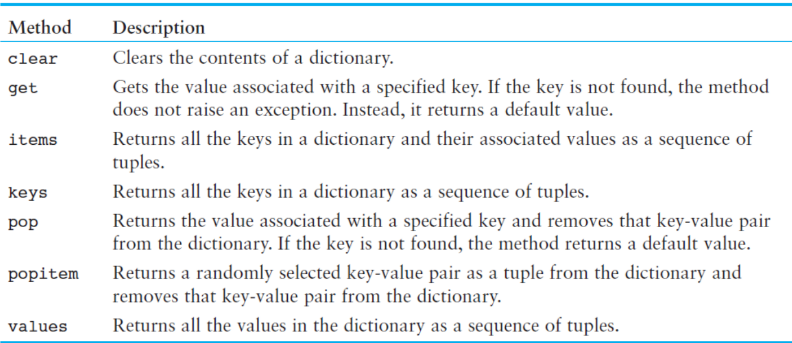 Method Description
clear Clears the contents of a dictionary.
get Gets the value associated with a specified key. If the key is not found, the method
does not raise an exception. Instead, it returns a default value.
items Returns all the keys in a dictionary and their associated values as a sequence of
tuples.
keys Returns all the keys in a dictionary as a sequence of tuples.
pop Returns the value associated with a specified key and removes that key-value pair
from the dictionary. If the key is not found, the method returns a default value.
popitem Returns a randomly selected key-value pair as a tuple from the dictionary and
removes that key-value pair from the dictionary.
values Returns all the values in the dictionary as a sequence of tuples.